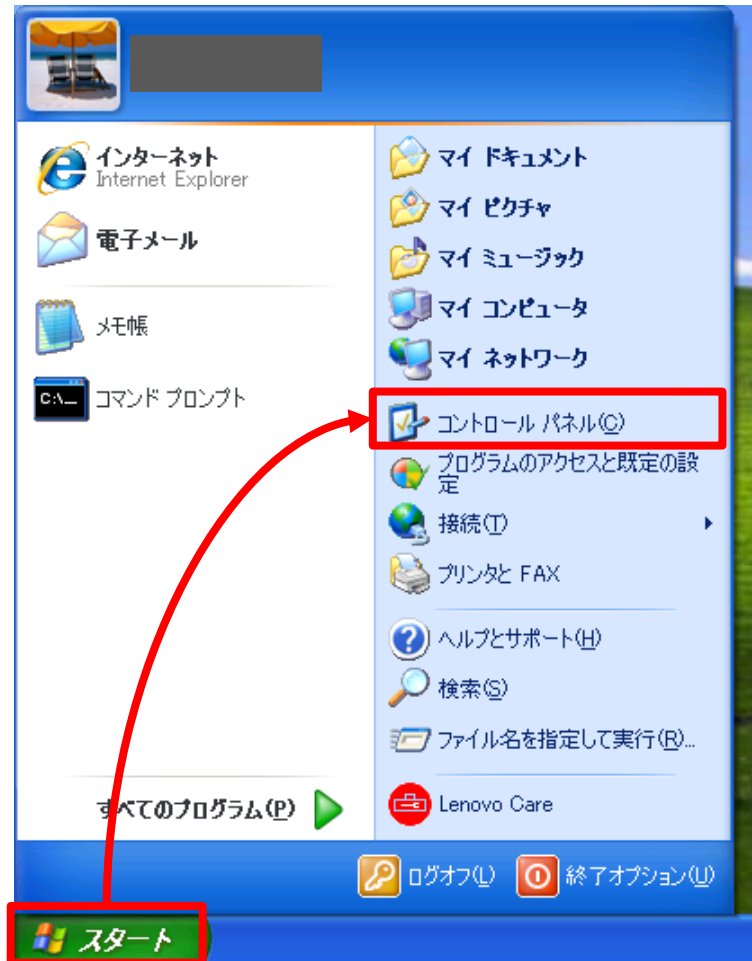 インターネット
Internet Explorer
電子メール
メモ帳
C:\_
コマンド プロンプト
すべてのプログラム(P)
マイ ドキュメント
マイ ピクチャ
マイ ミュージック
マイ コンピュータ
マイ ネットワーク
コントロール パネル(C)
プログラムのアクセスと既定の設
定
接続(T)
プリンタと FAX
ヘルプとサポート(H)
検索(S)
ファイル名を指定して実行(R)...
Lenovo Care
ログオフ(L) 終了オプション(U)
スタート